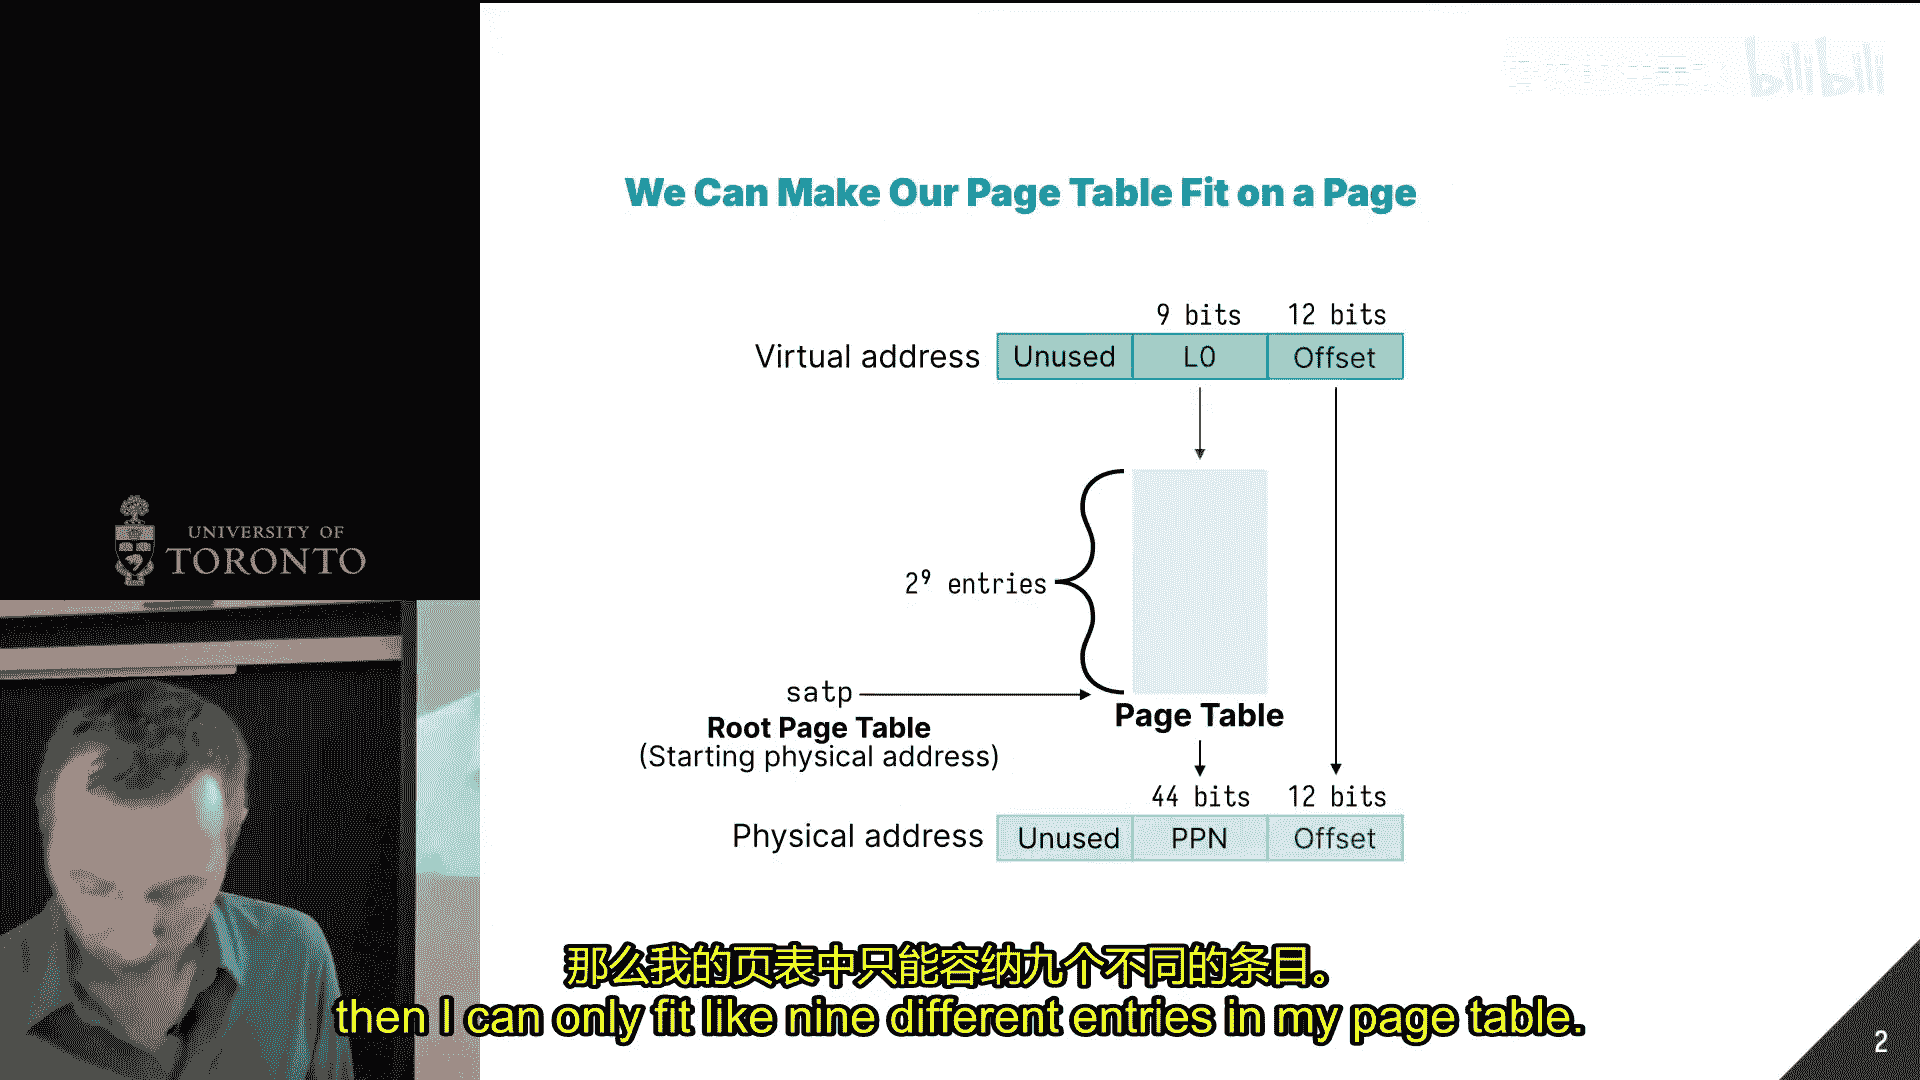 bilibili
We Can Make Our Page Table Fit on a Page
9 bits
12 bits
Virtual address
Unused
L0
Offset
2⁹ entries
satp
Root Page Table
(Starting physical address)
Page Table
44 bits
12 bits
Physical address
Unused
PPN
Offset
UNIVERSITY OF
TORONTO
那么我的页表中只能容纳九个不同的条目。
then I can only fit like nine different entries in my page table.
2